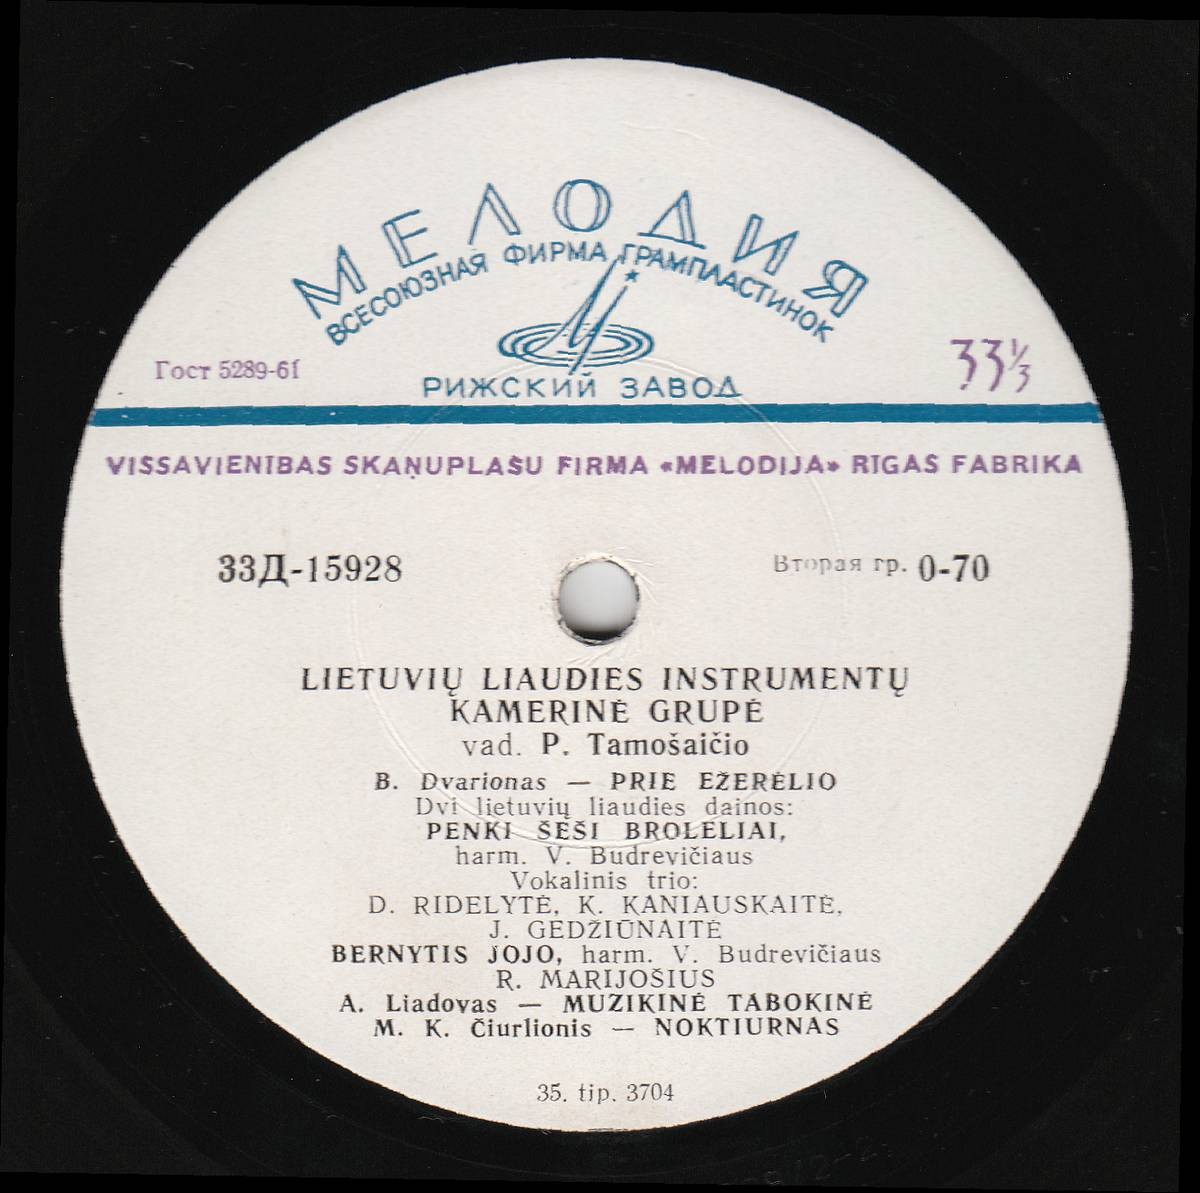 МЕЛОДИЯ
ВСЕСОЮЗНАЯ ФИРМА ГРАМПЛАСТИНОК
Гост 5289-61
33⅓
РИЖСКИЙ ЗАВОД
VISSAVIENIBAS SKAŅUPLAŠU FIRMA «MELODIJA» RIGAS FABRIKA
33Д-15928
Вторая гр. 0-70
LIETUVIŲ LIAUDIES INSTRUMENTŲ
KAMERINĖ GRUPĖ
vad. P. Tamošaičio
B. Dvarionas — PRIE EŽERĖLIO
Dvi lietuvių liaudies dainos:
PENKI ŠEŠI BROLELIAI,
harm. V. Budrevičiaus
Vokalinis trio:
D. RIDELYTĖ, K. KANIAUSKAITĖ,
J. GEDŽIŪNAITĖ
BERNYTIS JOJO, harm. V. Budrevičiaus
R. MARIJOŠIUS
A. Liadovas — MUZIKINĖ TABOKINĖ
M. K. Čiurlionis — NOKTIURNAS
35. tip. 3704